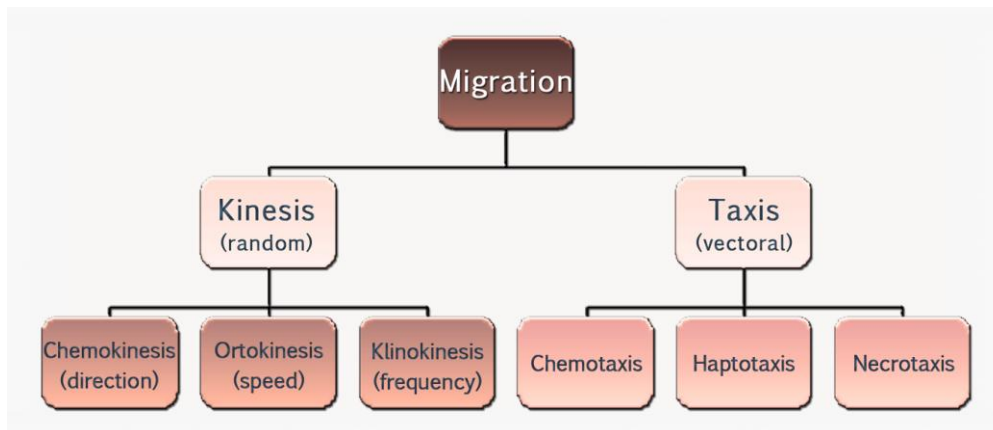 Migration
Kinesis
(random)
Taxis
(vectoral)
Chemokinesis
(direction)
Ortokinesis
(speed)
Klinokinesis
(frequency)
Chemotaxis
Haptotaxis
Necrotaxis